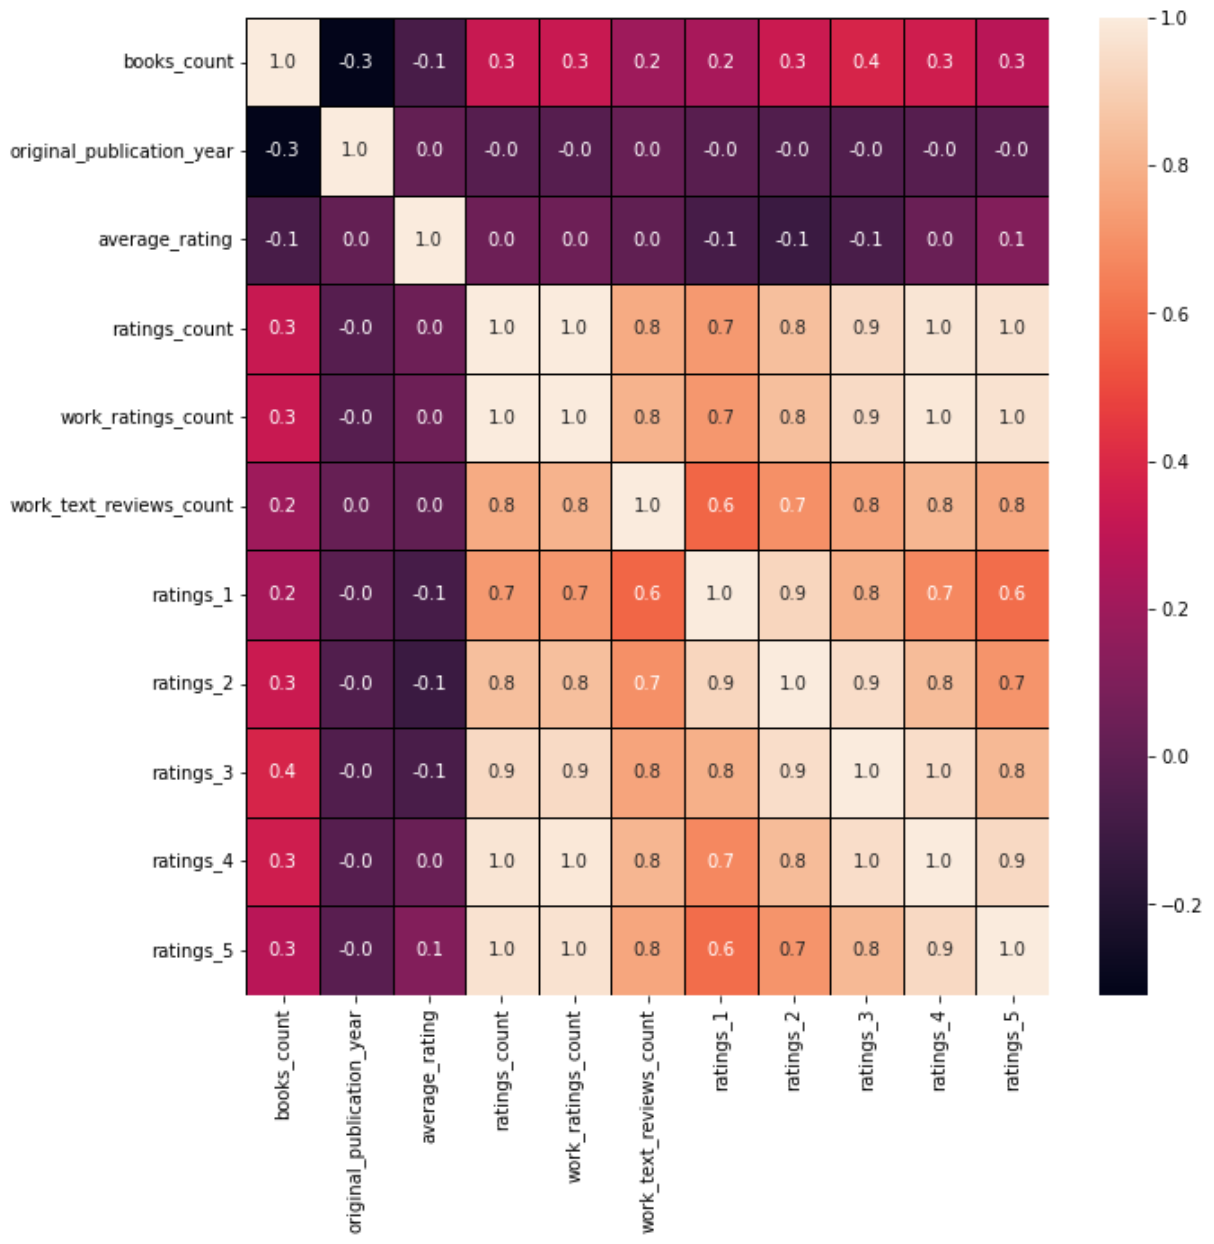 books_count 1.0 -0.3 -0.1 0.3 0.3 0.2 0.2 0.3 0.4 0.3 0.3
original_publication_year -0.3 1.0 0.0 -0.0 -0.0 0.0 -0.0 -0.0 -0.0 -0.0 -0.0
average_rating -0.1 0.0 1.0 0.0 0.0 0.0 -0.1 -0.1 -0.1 0.0 0.1
ratings_count 0.3 -0.0 0.0 1.0 1.0 0.8 0.7 0.8 0.9 1.0 1.0
work_ratings_count 0.3 -0.0 0.0 1.0 1.0 0.8 0.7 0.8 0.9 1.0 1.0
work_text_reviews_count 0.2 0.0 0.0 0.8 0.8 1.0 0.6 0.7 0.8 0.8 0.8
ratings_1 0.2 -0.0 -0.1 0.7 0.7 0.6 1.0 0.9 0.8 0.7 0.6
ratings_2 0.3 -0.0 -0.1 0.8 0.8 0.7 0.9 1.0 0.9 0.8 0.7
ratings_3 0.4 -0.0 -0.1 0.9 0.9 0.8 0.8 0.9 1.0 1.0 0.8
ratings_4 0.3 -0.0 0.0 1.0 1.0 0.8 0.7 0.8 1.0 1.0 0.9
ratings_5 0.3 -0.0 0.1 1.0 1.0 0.8 0.6 0.7 0.8 0.9 1.0
books_count
original_publication_year
average_rating
ratings_count
work_ratings_count
work_text_reviews_count
ratings_1
ratings_2
ratings_3
ratings_4
ratings_5
1.0
0.8
0.6
0.4
0.2
0.0
−0.2